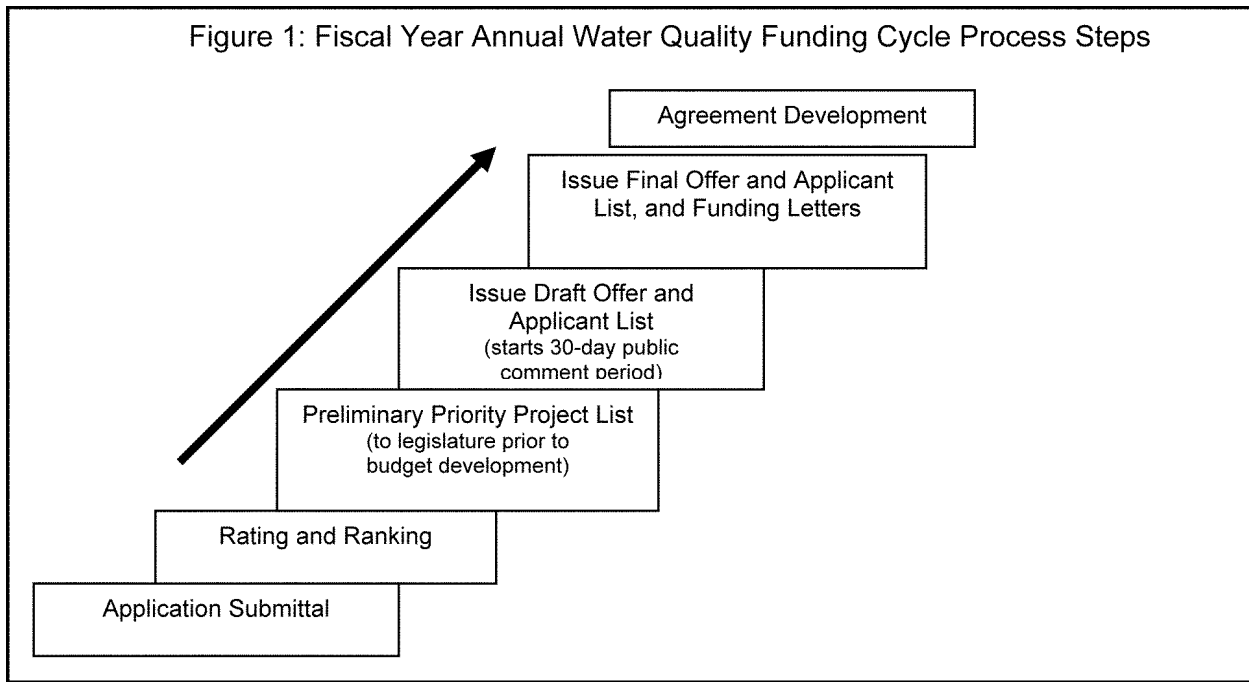 Figure 1: Fiscal Year Annual Water Quality Funding Cycle Process Steps
Agreement Development
Issue Final Offer and Applicant
List, and Funding Letters
Issue Draft Offer and
Applicant List
(starts 30-day public
comment period)
Preliminary Priority Project List
(to legislature prior to
budget development)
Rating and Ranking
Application Submittal